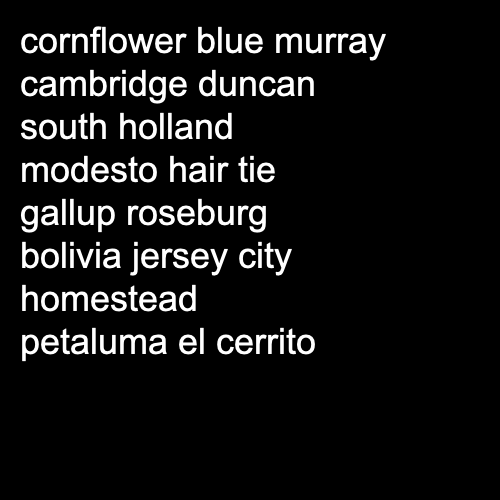 cornflower blue murray
cambridge duncan
south holland
modesto hair tie
gallup roseburg
bolivia jersey city
homestead
petaluma el cerrito